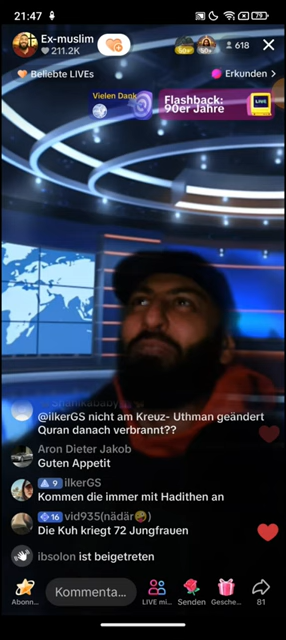 21:47
79
Ex-muslim
211.2K
50+
50+
618
Beliebte LIVEs
Erkunden >
Vielen Dank
Flashback:
90er Jahre
LIVE
@ilkerGS nicht am Kreuz- Uthman geändert
Quran danach verbrannt??
Aron Dieter Jakob
Guten Appetit
9 ilkerGS
Kommen die immer mit Hadithen an
16 vid935(nädär🤪)
Die Kuh kriegt 72 Jungfrauen
ibsolon ist beigetreten
Abonn...
Kommenta...
LIVE mi...
Senden
Gesche...
81